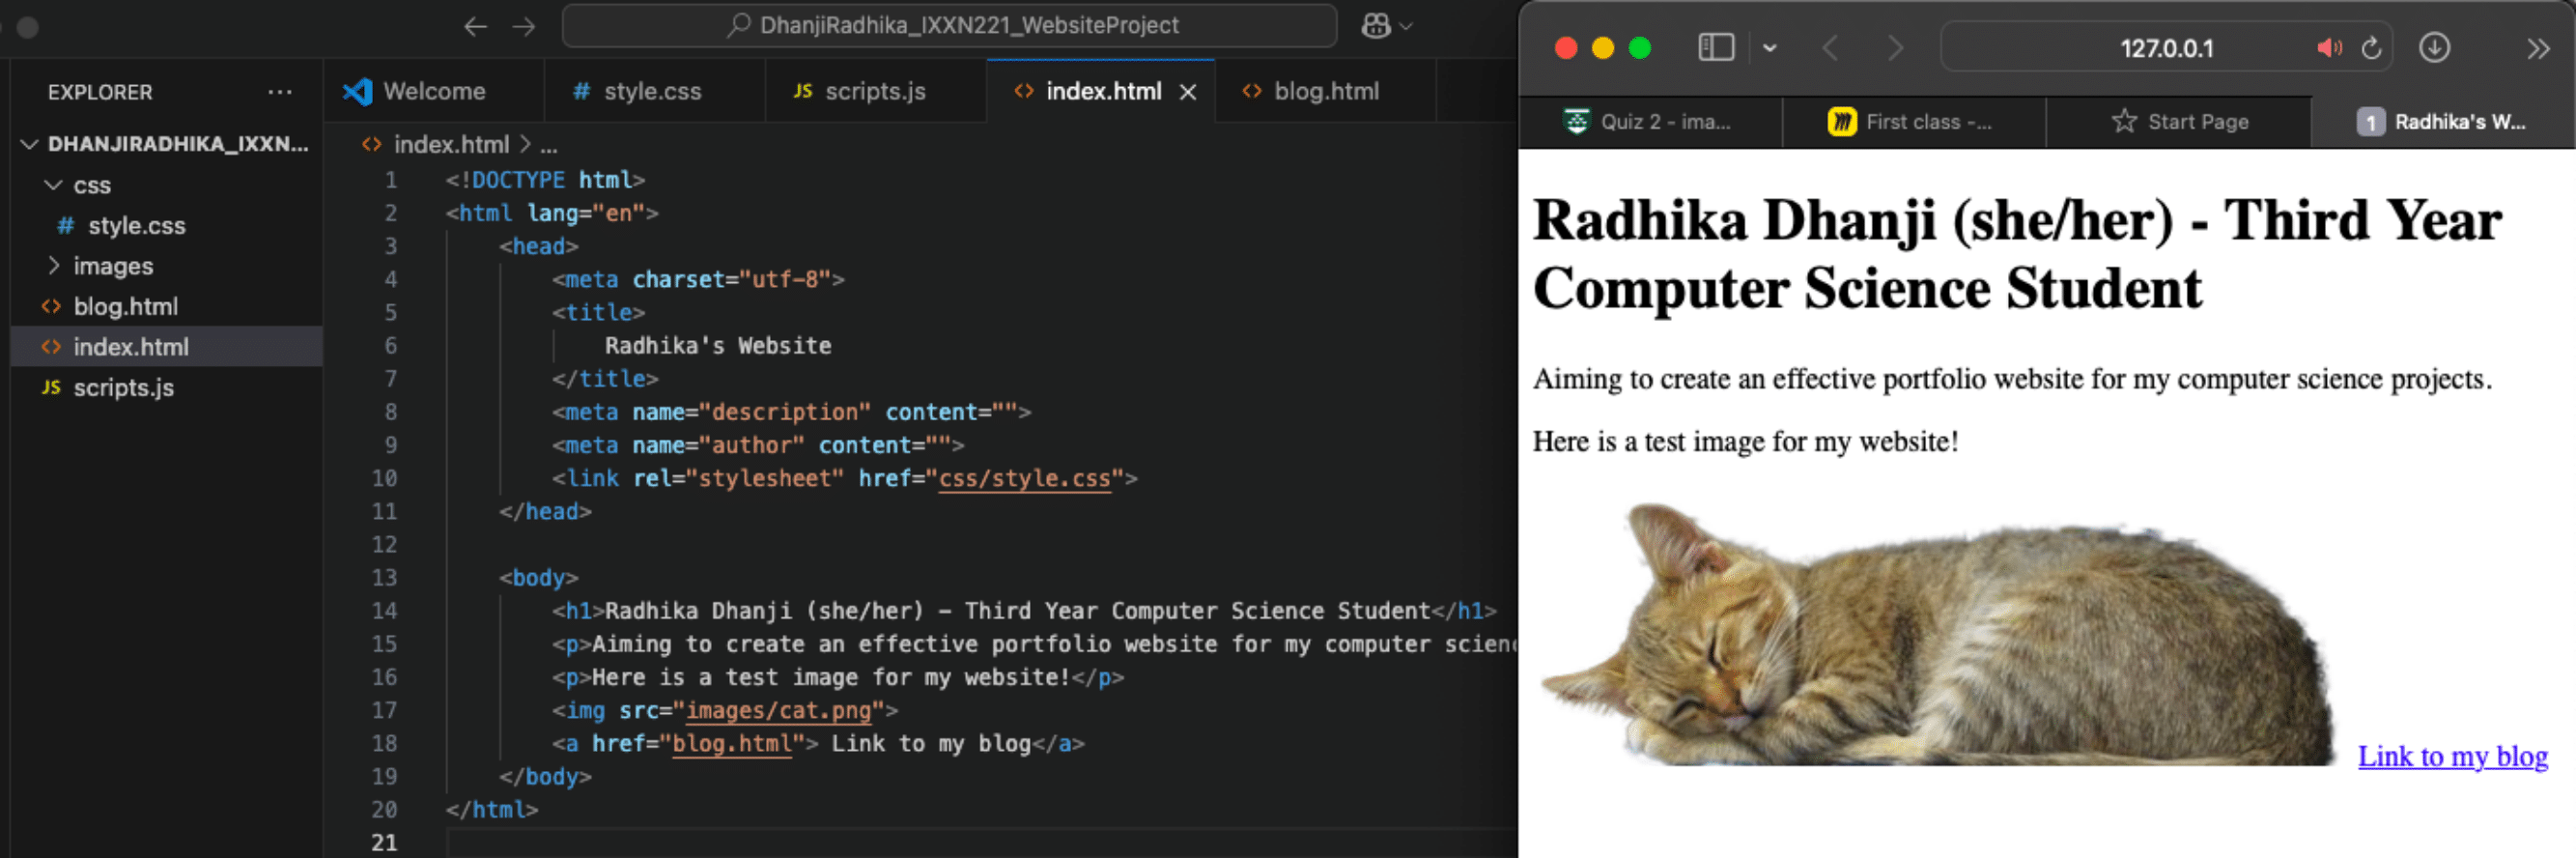 DhanjiRadhika_IXXN221_WebsiteProject
EXPLORER
...
DHANJIRADHIKA_IXXN...
css
# style.css
images
<> blog.html
<> index.html
JS scripts.js
Welcome
# style.css
JS scripts.js
<> index.html
<> blog.html
<> index.html > ...
1 <!DOCTYPE html>
2 <html lang="en">
3 <head>
4 <meta charset="utf-8">
5 <title>
6 Radhika's Website
7 </title>
8 <meta name="description" content="">
9 <meta name="author" content="">
10 <link rel="stylesheet" href="css/style.css">
11 </head>
12
13 <body>
14 <h1>Radhika Dhanji (she/her) - Third Year Computer Science Student</h1>
15 <p>Aiming to create an effective portfolio website for my computer scien
16 <p>Here is a test image for my website!</p>
17 <img src="images/cat.png">
18 <a href="blog.html"> Link to my blog</a>
19 </body>
20 </html>
21
127.0.0.1
Quiz 2 - ima...
First class -...
Start Page
1 Radhika's W...
Radhika Dhanji (she/her) - Third Year
Computer Science Student
Aiming to create an effective portfolio website for my computer science projects.
Here is a test image for my website!
Link to my blog